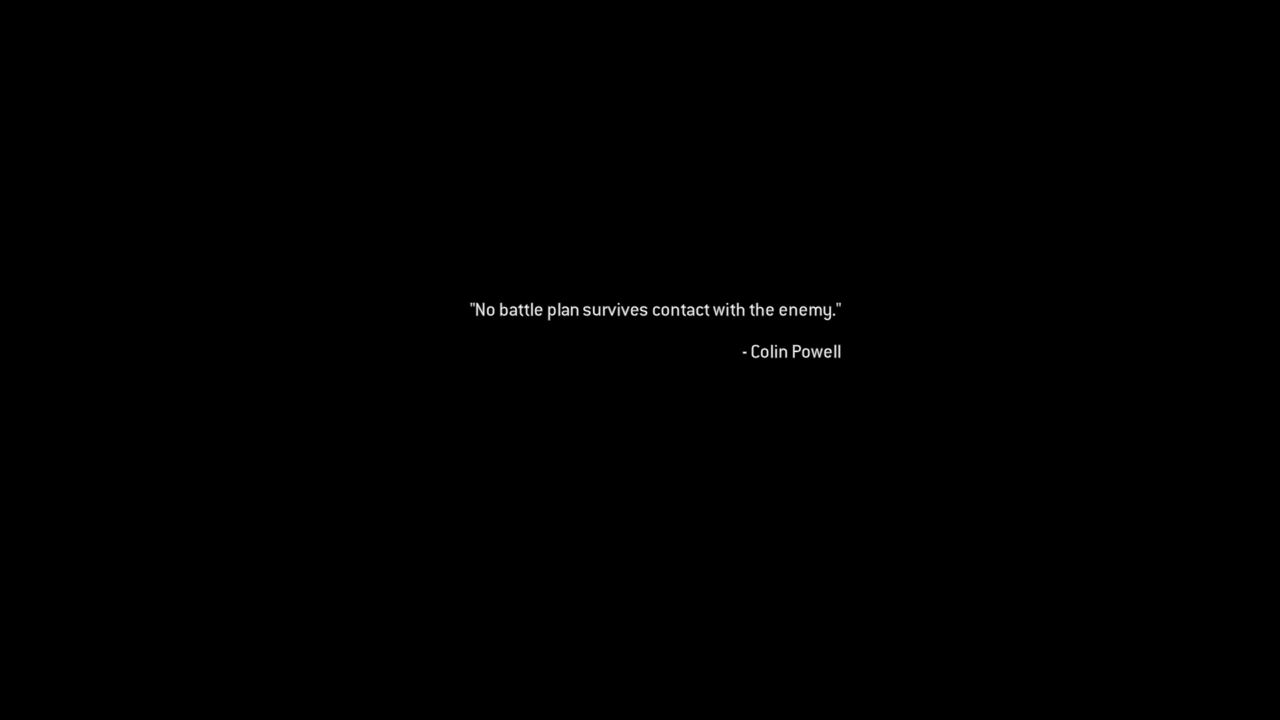 "No battle plan survives contact with the enemy."
- Colin Powell